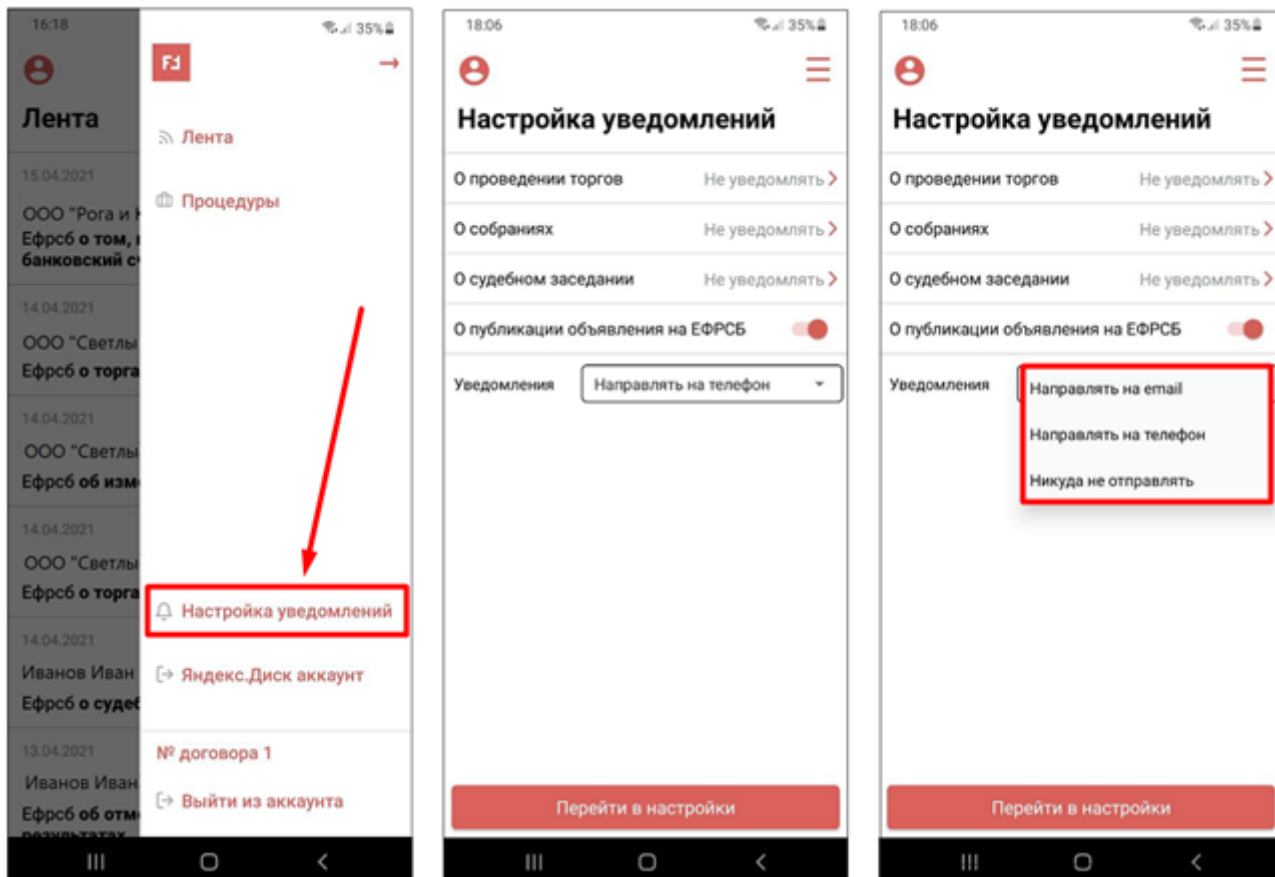 16:18
35%
Лента
15.04.2021
ООО "Рога и
Ефрсб о том,
банковский
14.04.2021
ООО "Светлы
Ефрсб о торга
14.04.2021
ООО "Светлы
Ефрсб об изм
14.04.2021
ООО "Светлы
Ефрсб о торга
14.04.2021
Иванов Иван
Ефрсб о судеб
13.04.2021
Иванов Иван
Ефрсб об отм
результатах
Лента
Процедуры
Настройка уведомлений
Яндекс.Диск аккаунт
№ договора 1
Выйти из аккаунта
18:06
35%
Настройка уведомлений
О проведении торгов Не уведомлять
О собраниях Не уведомлять
О судебном заседании Не уведомлять
О публикации объявления на ЕФРСБ
Уведомления Направлять на телефон
Перейти в настройки
18:06
35%
Настройка уведомлений
О проведении торгов Не уведомлять
О собраниях Не уведомлять
О судебном заседании Не уведомлять
О публикации объявления на ЕФРСБ
Уведомления
Направлять на email
Направлять на телефон
Никуда не отправлять
Перейти в настройки